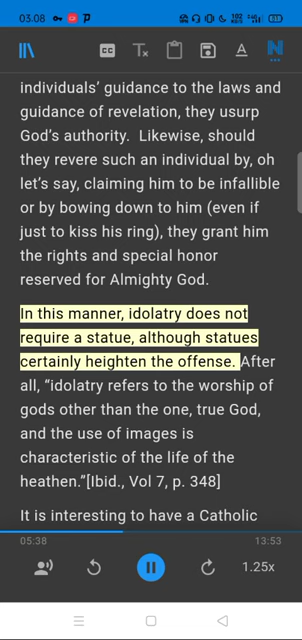 03.08
CC
individuals’ guidance to the laws and
guidance of revelation, they usurp
God’s authority.  Likewise, should
they revere such an individual by, oh
let’s say, claiming him to be infallible
or by bowing down to him (even if
just to kiss his ring), they grant him
the rights and special honor
reserved for Almighty God.
In this manner, idolatry does not
require a statue, although statues
certainly heighten the offense. After
all, “idolatry refers to the worship of
gods other than the one, true God,
and the use of images is
characteristic of the life of the
heathen.”[Ibid., Vol 7, p. 348]
It is interesting to have a Catholic
05:38
13:53
1.25x